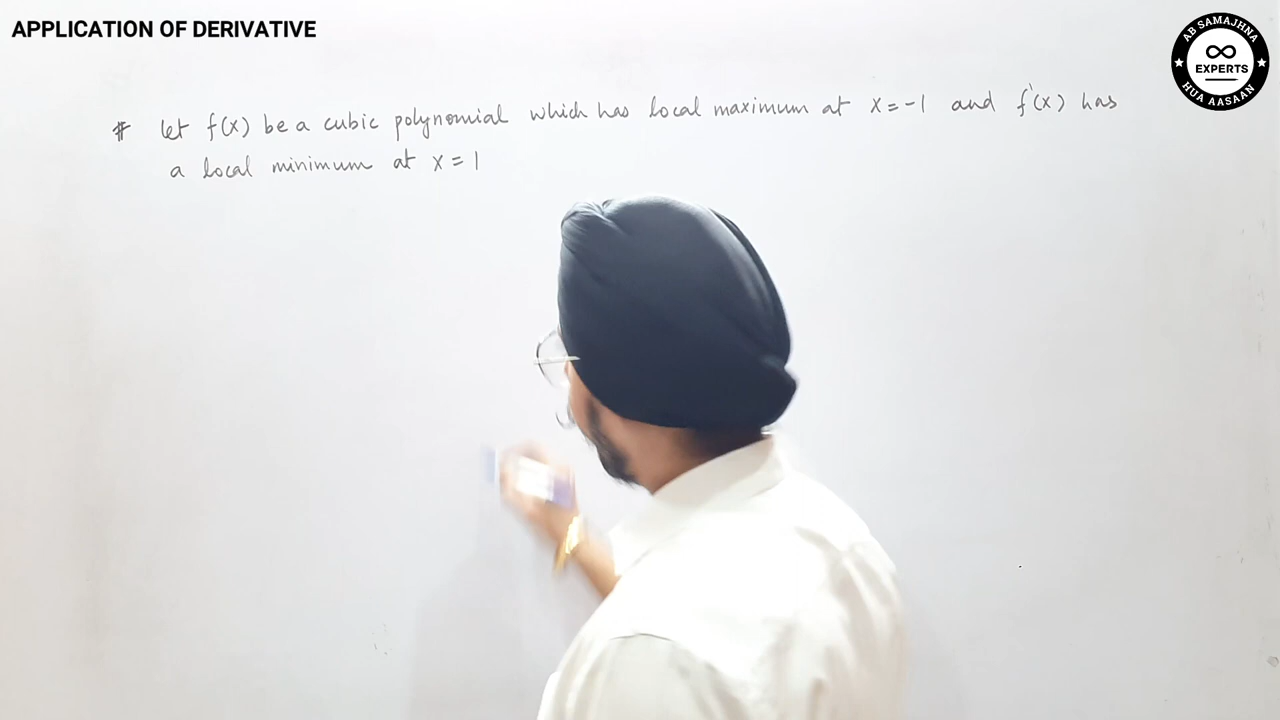 APPLICATION OF DERIVATIVE
AB SAMAJHNA
EXPERTS
HUA AASAAN
# Let f(x) be a cubic polynomial which has local maximum at x = -1 and f'(x) has
a local minimum at x = 1